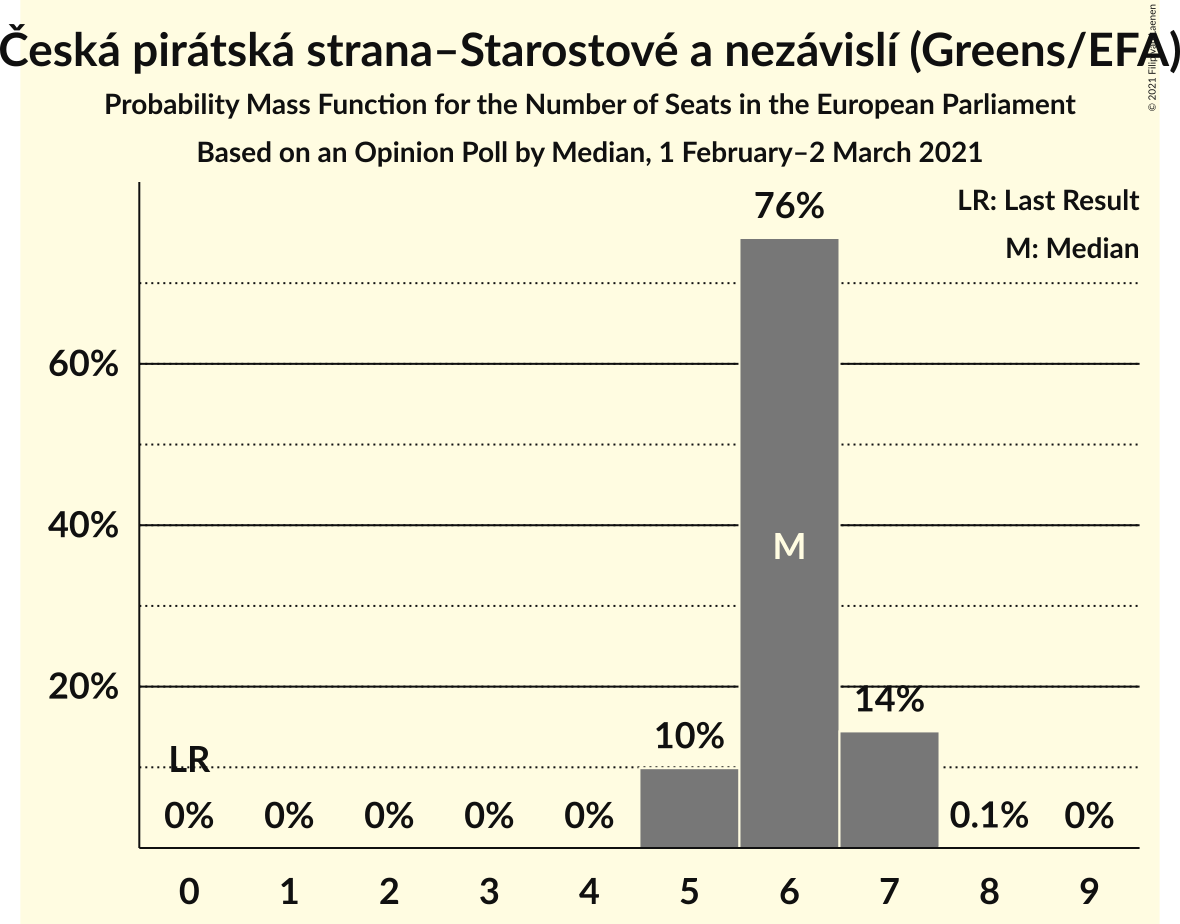 Česká pirátská strana–Starostové a nezávislí (Greens/EFA)
Probability Mass Function for the Number of Seats in the European Parliament
Based on an Opinion Poll by Median, 1 February–2 March 2021
© 2021 Filip
LR: Last Result
M: Median
76%
60%
40%
M
20%
14%
10%
LR
0% 0% 0% 0% 0% 0.1% 0%
0 1 2 3 4 5 6 7 8 9